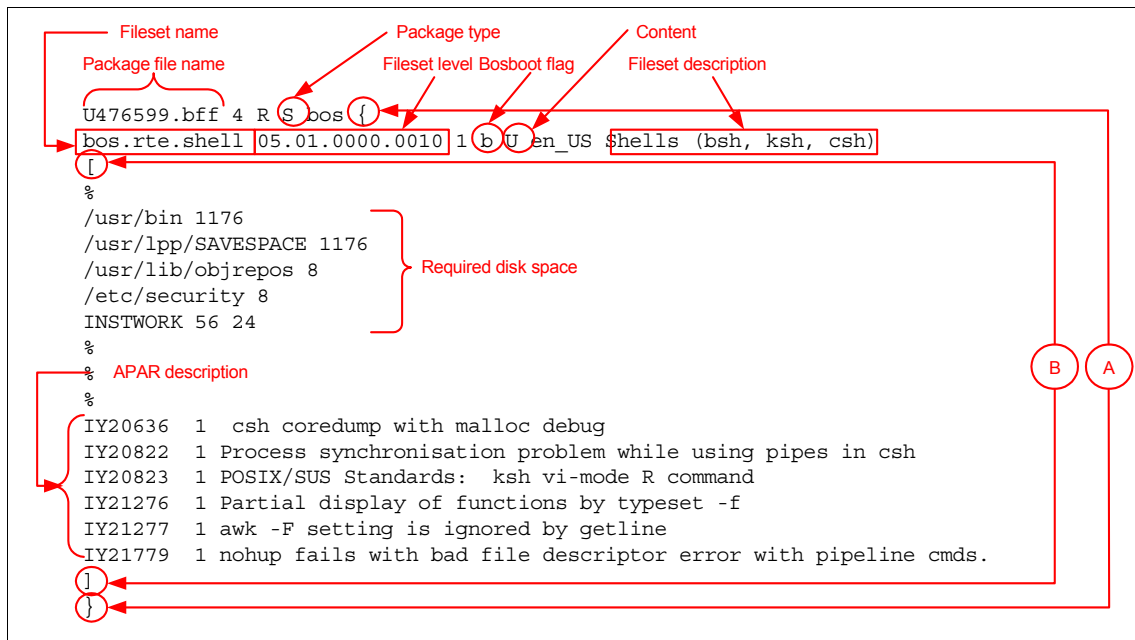 Fileset name Package type Content
Package file name Fileset level Bosboot flag Fileset description
U476599.bff 4 R S bos {
bos.rte.shell 05.01.0000.0010 1 b U en_US Shells (bsh, ksh, csh)
[
%
/usr/bin 1176
/usr/lpp/SAVESPACE 1176
/usr/lib/objrepos 8
Required disk space
/etc/security 8
INSTWORK 56 24
%
% APAR description
%
B A
IY20636 1 csh coredump with malloc debug
IY20822 1 Process synchronisation problem while using pipes in csh
IY20823 1 POSIX/SUS Standards: ksh vi-mode R command
IY21276 1 Partial display of functions by typeset -f
IY21277 1 awk -F setting is ignored by getline
IY21779 1 nohup fails with bad file descriptor error with pipeline cmds.
]
}